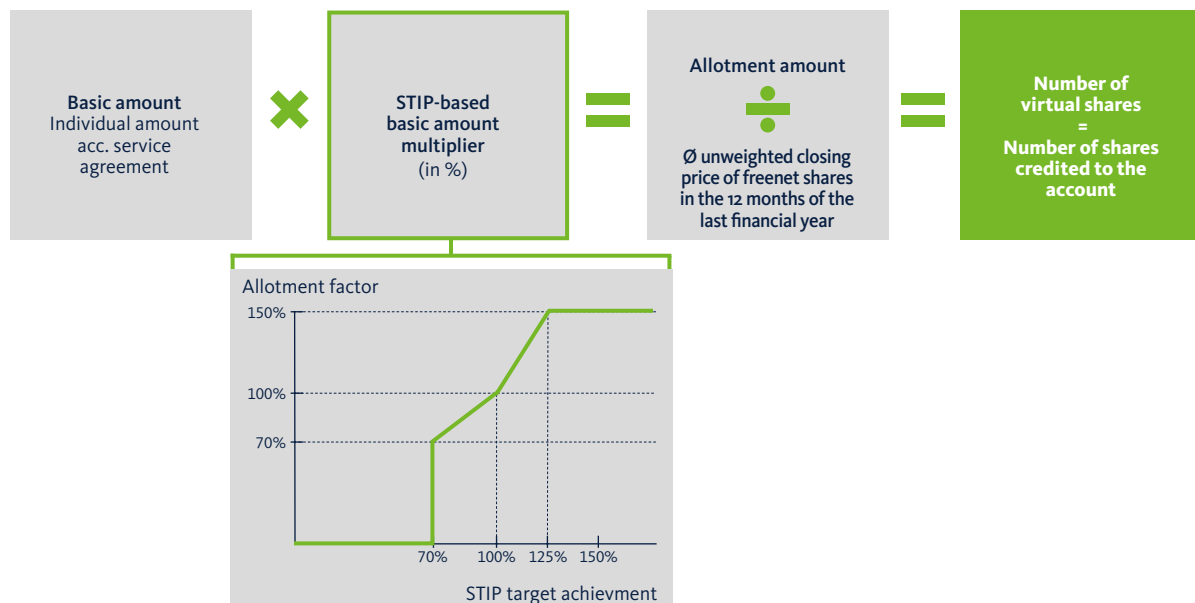 Basic amount
Individual amount
acc. service
agreement
STIP-based
basic amount
multiplier
(in %)
Allotment amount
Ø unweighted closing
price of freenet shares
in the 12 months of the
last financial year
Number of
virtual shares
=
Number of shares
credited to the
account
Allotment factor
150%
100%
70%
70%
100%
125%
150%
STIP target achievment